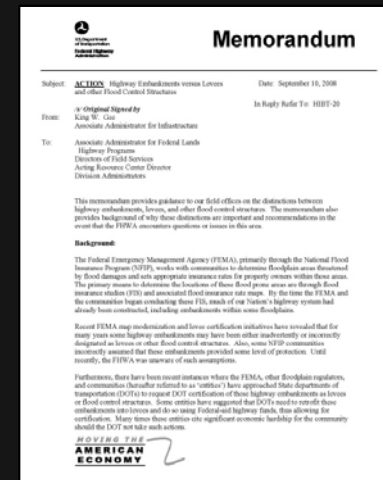 U.S. Department
of Transportation
Federal Highway
Administration
Memorandum
Subject: ACTION: Highway Embankments versus Levees
and other Flood Control Structures
Date: September 10, 2008
/s/ Original Signed by
In Reply Refer To: HIBT-20
From: King W. Gee
Associate Administrator for Infrastructure
To: Associate Administrator for Federal Lands
Highway Programs
Directors of Field Services
Acting Resource Center Director
Division Administrators
This memorandum provides guidance to our field offices on the distinctions between
highway embankments, levees, and other flood control structures. The memorandum also
provides background of why these distinctions are important and recommendations in the
event that the FHWA encounters questions or issues in this area.
Background:
The Federal Emergency Management Agency (FEMA), primarily through the National Flood
Insurance Program (NFIP), works with communities to determine floodplain areas threatened
by flood damages and sets appropriate insurance rates for property owners within those areas.
The primary means to determine the locations of these flood prone areas are through flood
insurance studies (FIS) and associated flood insurance rate maps. By the time the FEMA and
the communities began conducting these FIS, much of our Nation's highway system had
already been constructed, including embankments within some floodplains.
Recent FEMA map modernization and levee certification initiatives have revealed that for
many years some highway embankments may have been either inadvertently or incorrectly
designated as levees or other flood control structures. Also, some NFIP communities
incorrectly assumed that these embankments provided some level of protection. Until
recently, the FHWA was unaware of such assumptions.
Furthermore, there have been recent instances where the FEMA, other floodplain regulators,
and communities (hereafter referred to as 'entities') have approached State departments of
transportation (DOTs) to request DOT certification of these highway embankments as levees
or flood control structures. Some entities have suggested that DOTs need to retrofit these
embankments into levees and do so using Federal-aid highway funds, thus allowing for
certification. Many times these entities cite significant economic hardship for the community
should the DOT not take such actions.
MOVING THE
AMERICAN
ECONOMY